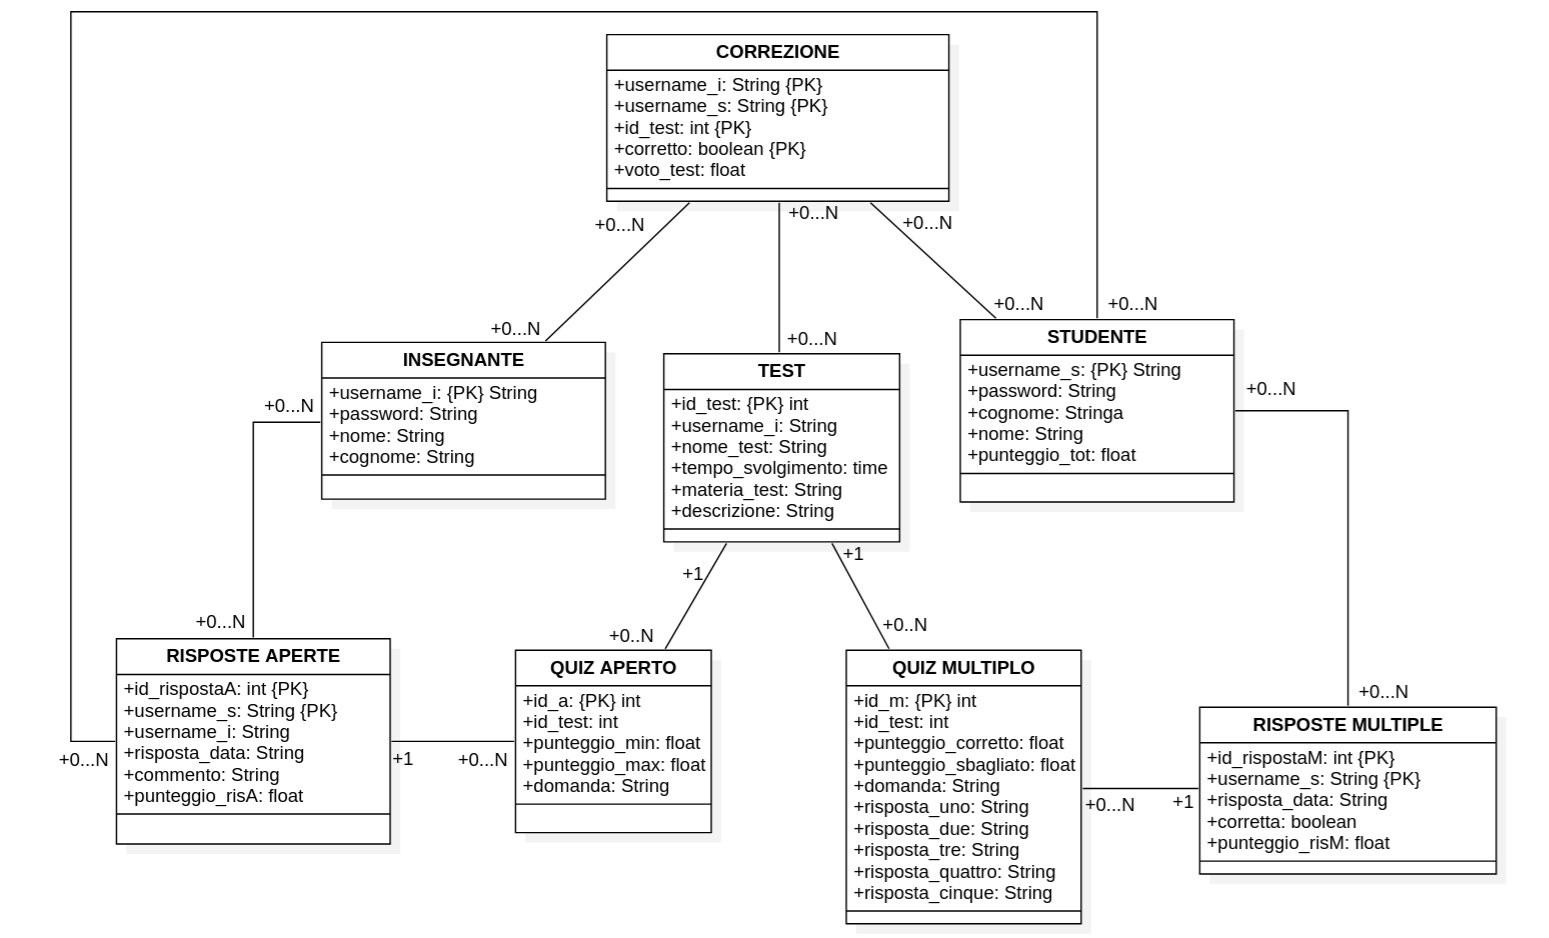 CORREZIONE
+username_i: String {PK}
+username_s: String {PK}
+id_test: int {PK}
+corretto: boolean {PK}
+voto_test: float
+0...N
+0...N
+0...N
+0...N
+0...N
+0...N
+0...N
INSEGNANTE
+username_i: {PK} String
+password: String
+nome: String
+cognome: String
+0...N
TEST
+id_test: {PK} int
+username_i: String
+nome_test: String
+tempo_svolgimento: time
+materia_test: String
+descrizione: String
STUDENTE
+username_s: {PK} String
+password: String
+cognome: Stringa
+nome: String
+punteggio_tot: float
+0...N
+1
+1
+0...N
+0..N
+0..N
+0...N
RISPOSTE APERTE
+id_rispostaA: int {PK}
+username_s: String {PK}
+username_i: String
+risposta_data: String
+commento: String
+punteggio_risA: float
+0...N
+1
+0...N
QUIZ APERTO
+id_a: {PK} int
+id_test: int
+punteggio_min: float
+punteggio_max: float
+domanda: String
QUIZ MULTIPLO
+id_m: {PK} int
+id_test: int
+punteggio_corretto: float
+punteggio_sbagliato: float
+domanda: String
+risposta_uno: String
+risposta_due: String
+risposta_tre: String
+risposta_quattro: String
+risposta_cinque: String
+0...N
+1
RISPOSTE MULTIPLE
+id_rispostaM: int {PK}
+username_s: String {PK}
+risposta_data: String
+corretta: boolean
+punteggio_risM: float